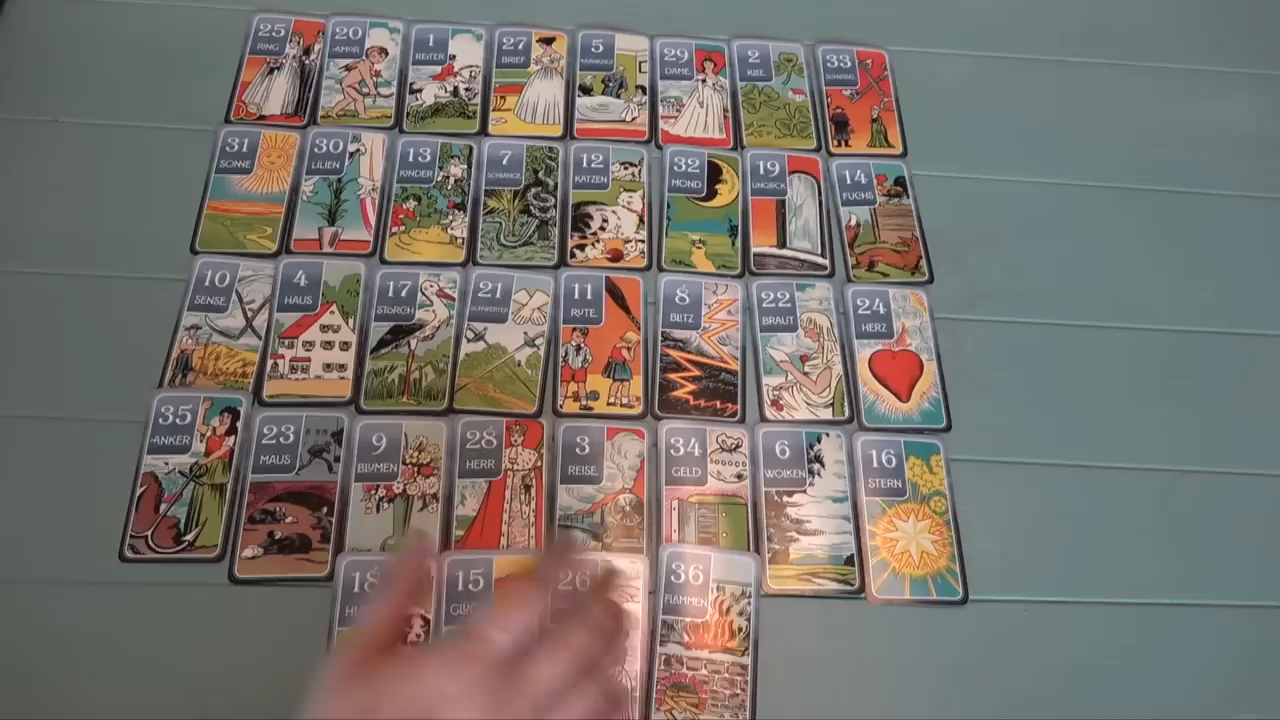 25
RING
20
AMOR
1
REITER
27
BRIEF
5
29
DAME
2
KLEE
33
31
SONNE
30
LILIEN
13
KINDER
7
SCHLANGE
12
KATZEN
32
MOND
19
UNGLÜCK
14
FUCHS
10
SENSE
4
HAUS
17
STORCH
21
SCHWERTER
11
RUTE
8
BLITZ
22
BRAUT
24
HERZ
35
ANKER
23
MAUS
9
BLUMEN
28
HERR
3
REISE
34
GELD
6
WOLKEN
16
STERN
18
15
26
36
FLAMMEN